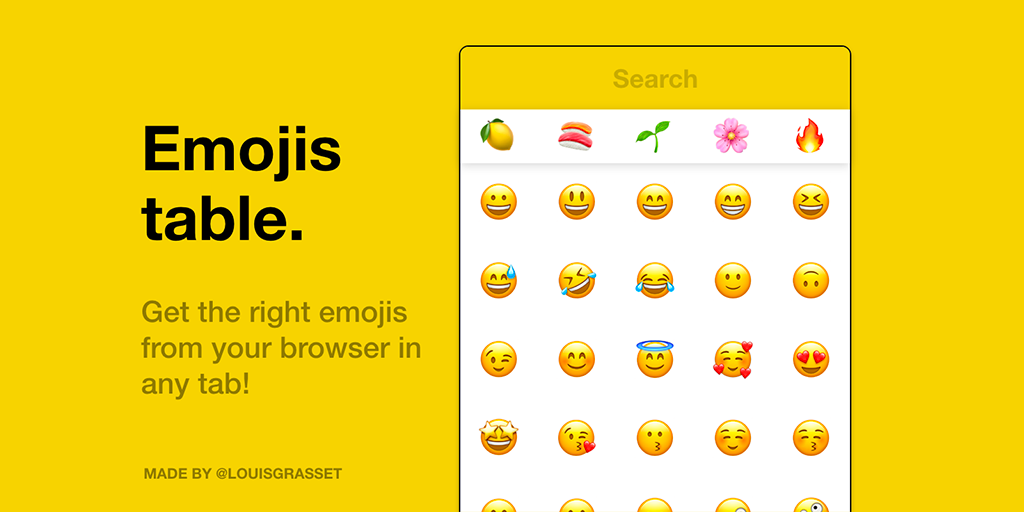 Emojis
table.
Get the right emojis
from your browser in
any tab!
MADE BY @LOUISGRASSET
Search